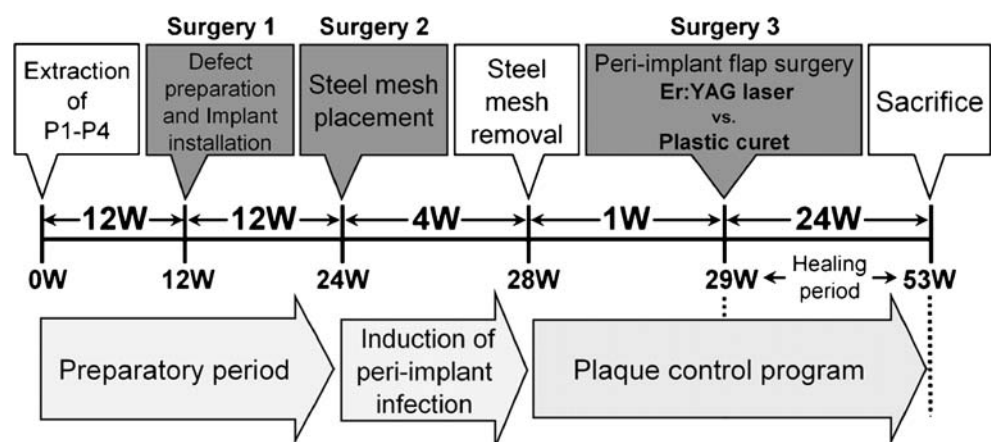 Surgery 1
Surgery 2
Surgery 3
Extraction
of
P1-P4
Defect
preparation
and Implant
installation
Steel mesh
placement
Steel
mesh
removal
Peri-implant flap surgery
Er:YAG laser
vs.
Plastic curet
Sacrifice
12W
12W
4W
1W
24W
0W
12W
24W
28W
29W
Healing
period
53W
Preparatory period
Induction of
peri-implant
infection
Plaque control program